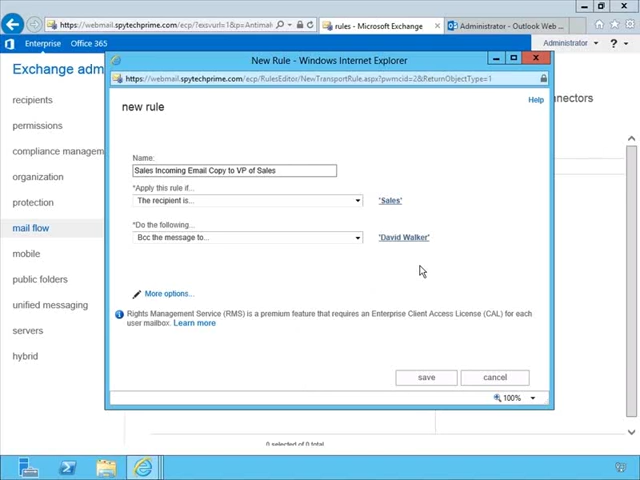 https://webmail.spytechprime.com/ecp/?exsvurl=1&p=Antimalw
rules - Microsoft Exchange
Administrator - Outlook Web ...
Enterprise Office 365
Administrator
?
Exchange adm
New Rule - Windows Internet Explorer
https://webmail.spytechprime.com/ecp/RulesEditor/NewTransportRule.aspx?pwmcid=2&ReturnObjectType=1
Help
new rule
nnectors
recipients
permissions
compliance managem
organization
protection
mail flow
mobile
public folders
unified messaging
servers
hybrid
Name:
Sales Incoming Email Copy to VP of Sales
*Apply this rule if...
The recipient is...
'Sales'
*Do the following...
Bcc the message to...
'David Walker'
More options...
Rights Management Service (RMS) is a premium feature that requires an Enterprise Client Access License (CAL) for each
user mailbox. Learn more
save
cancel
100%
0 selected of 0 total